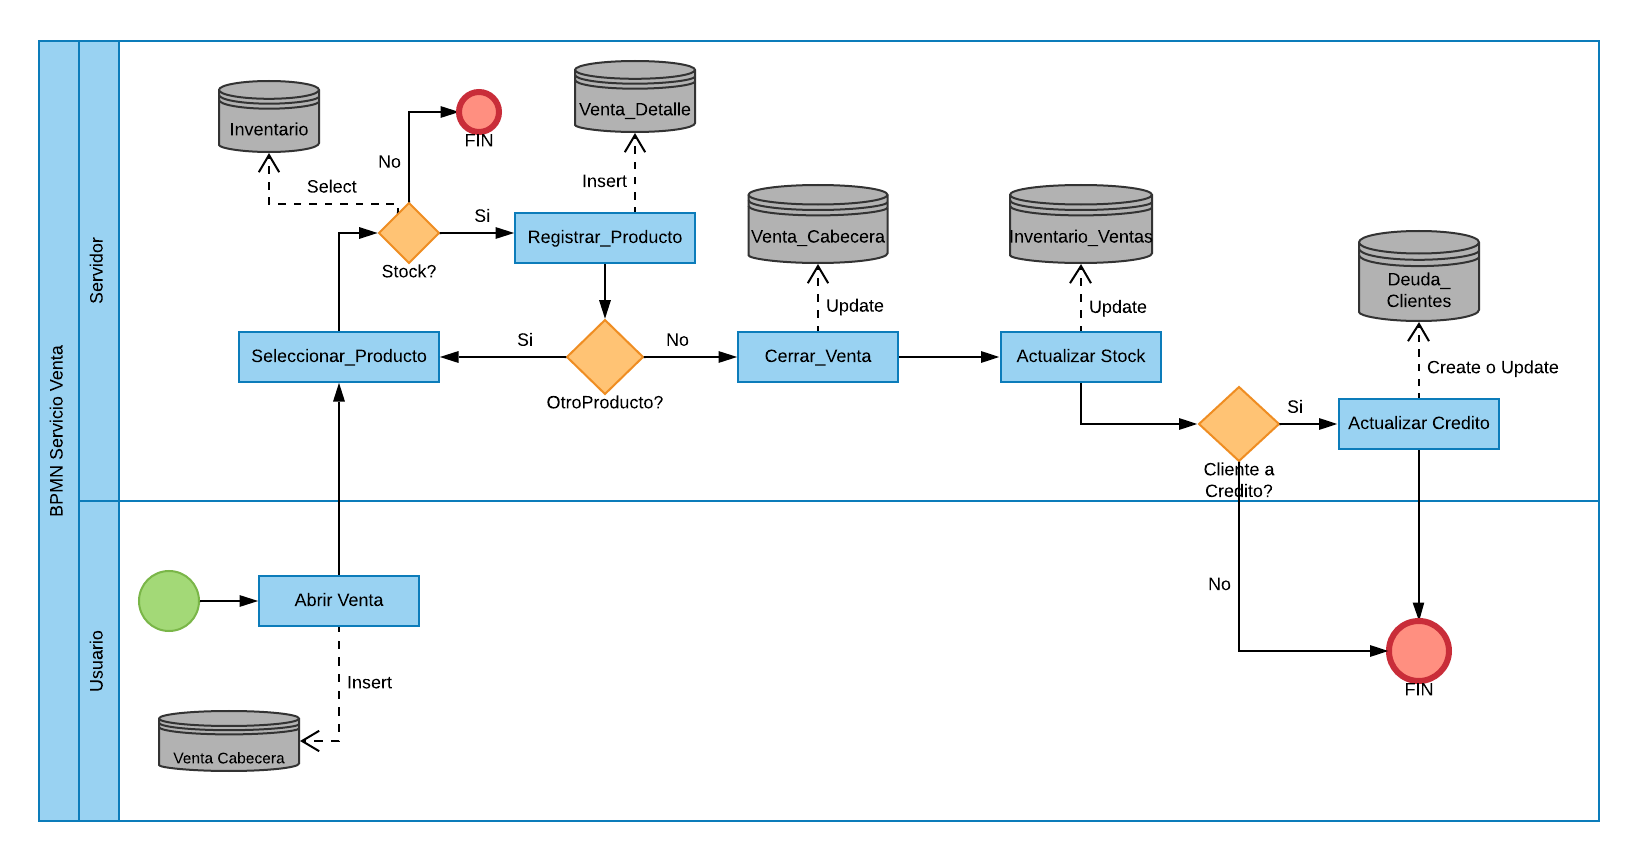 BPMN Servicio Venta
Servidor
Usuario
Inventario
Select
No
FIN
Stock?
Si
Venta_Detalle
Insert
Registrar_Producto
Seleccionar_Producto
Si
OtroProducto?
No
Venta_Cabecera
Update
Cerrar_Venta
Inventario_Ventas
Update
Actualizar Stock
Cliente a
Credito?
Si
Deuda_
Clientes
Create o Update
Actualizar Credito
No
FIN
Abrir Venta
Insert
Venta Cabecera